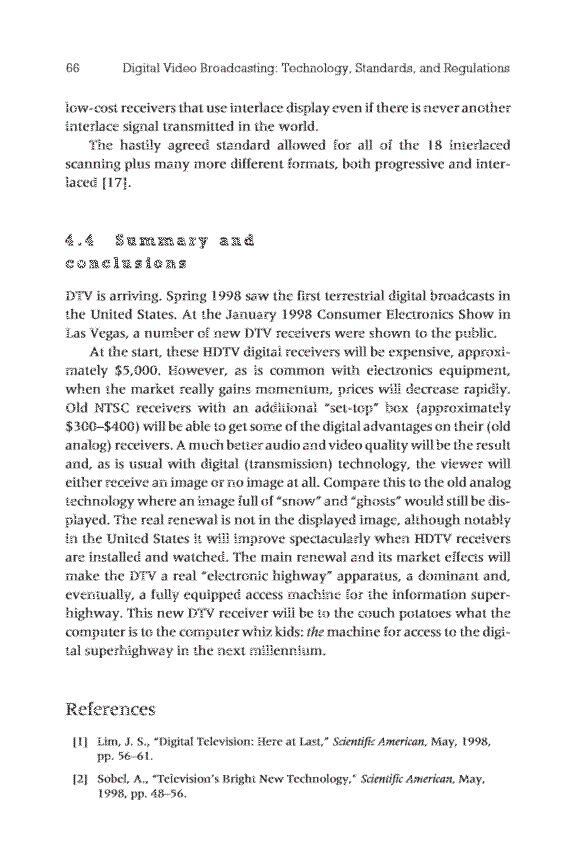 66 Digital Video Broadcasting: Technology, Standards, and Regulations
low-cost receivers that use interlace display even if there is never another
interlace signal transmitted in the world.
The hastily agreed standard allowed for all of the 18 interlaced
scanning plus many more different formats, both progressive and inter-
laced [17].
4.4 Summary and
conclusions
DTV is arriving. Spring 1998 saw the first terrestrial digital broadcasts in
the United States. At the January 1998 Consumer Electronics Show in
Las Vegas, a number of new DTV receivers were shown to the public.
At the start, these HDTV digital receivers will be expensive, approxi-
mately $5,000. However, as is common with electronics equipment,
when the market really gains momentum, prices will decrease rapidly.
Old NTSC receivers with an additional "set-top" box (approximately
$300–$400) will be able to get some of the digital advantages on their (old
analog) receivers. A much better audio and video quality will be the result
and, as is usual with digital (transmission) technology, the viewer will
either receive an image or no image at all. Compare this to the old analog
technology where an image full of "snow" and "ghosts" would still be dis-
played. The real renewal is not in the displayed image, although notably
in the United States it will improve spectacularly when HDTV receivers
are installed and watched. The main renewal and its market effects will
make the DTV a real "electronic highway" apparatus, a dominant and,
eventually, a fully equipped access machine for the information super-
highway. This new DTV receiver will be to the couch potatoes what the
computer is to the computer whiz kids: the machine for access to the digi-
tal superhighway in the next millennium.
References
[1] Lim, J. S., "Digital Television: Here at Last," Scientific American, May, 1998,
pp. 56–61.
[2] Sobel, A., "Television's Bright New Technology," Scientific American, May,
1998, pp. 48–56.